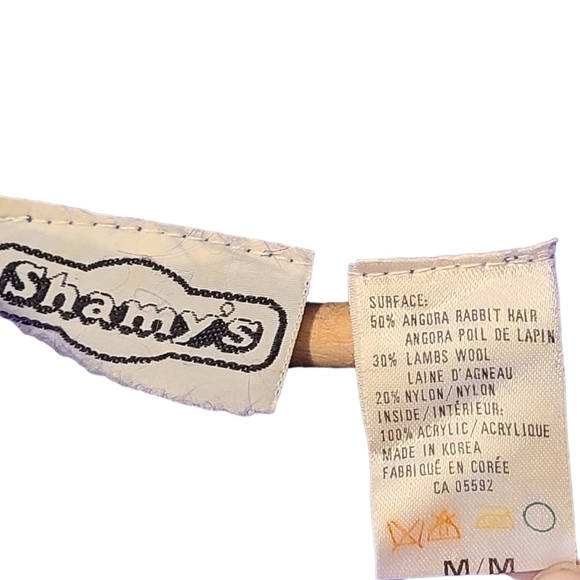 Shamy's
SURFACE:
50% ANGORA RABBIT HAIR
ANGORA POIL DE LAPIN
30% LAMBS WOOL
LAINE D'AGNEAU
20% NYLON/NYLON
INSIDE/INTÉRIEUR:
100% ACRYLIC/ACRYLIQUE
MADE IN KOREA
FABRIQUÉ EN CORÉE
CA 05592
M/M